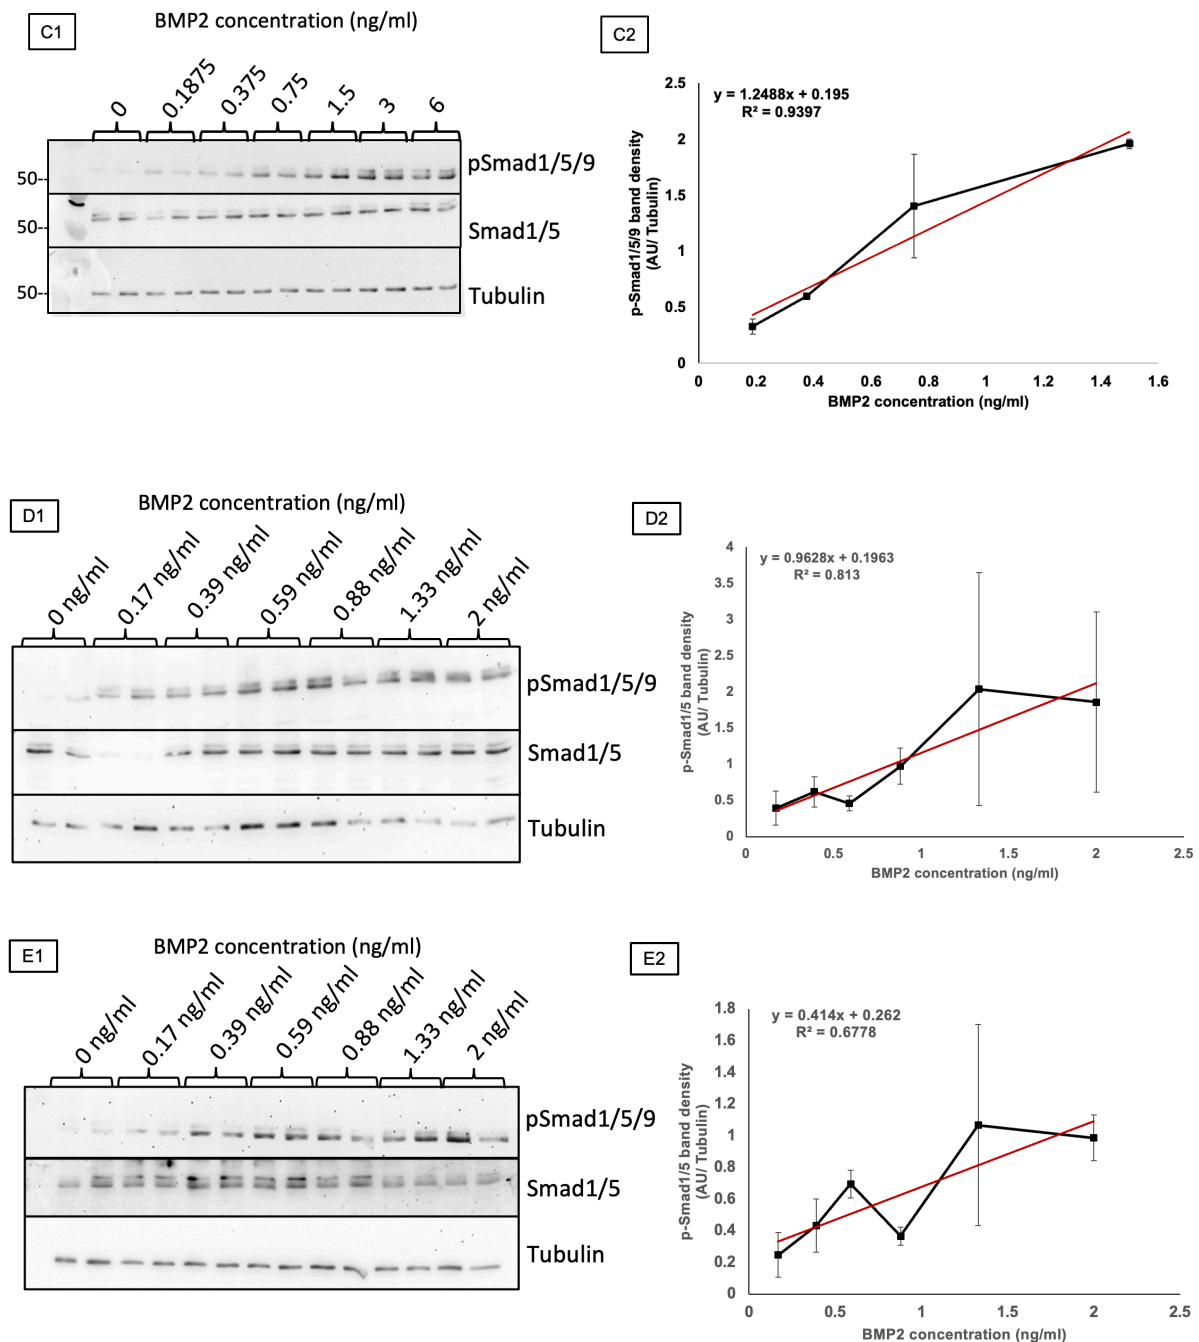 C1
BMP2 concentration (ng/ml)
0
0.1875
0.375
0.75
1.5
3
6
pSmad1/5/9
50-
Smad1/5
50-
Tubulin
50-
C2
y = 1.2488x + 0.195
R² = 0.9397
p-Smad1/5/9 band density
(AU/ Tubulin)
2.5
2
1.5
1
0.5
0
0 0.2 0.4 0.6 0.8 1 1.2 1.4 1.6
BMP2 concentration (ng/ml)
D1
BMP2 concentration (ng/ml)
0 ng/ml
0.17 ng/ml
0.39 ng/ml
0.59 ng/ml
0.88 ng/ml
1.33 ng/ml
2 ng/ml
pSmad1/5/9
Smad1/5
Tubulin
D2
y = 0.9628x + 0.1963
R² = 0.813
p-Smad1/5 band density
(AU/ Tubulin)
4
3.5
3
2.5
2
1.5
1
0.5
0
0 0.5 1 1.5 2 2.5
BMP2 concentration (ng/ml)
E1
BMP2 concentration (ng/ml)
0 ng/ml
0.17 ng/ml
0.39 ng/ml
0.59 ng/ml
0.88 ng/ml
1.33 ng/ml
2 ng/ml
pSmad1/5/9
Smad1/5
Tubulin
E2
y = 0.414x + 0.262
R² = 0.6778
p-Smad1/5 band density
(AU/ Tubulin)
1.8
1.6
1.4
1.2
1
0.8
0.6
0.4
0.2
0
0 0.5 1 1.5 2 2.5
BMP2 concentration (ng/ml)